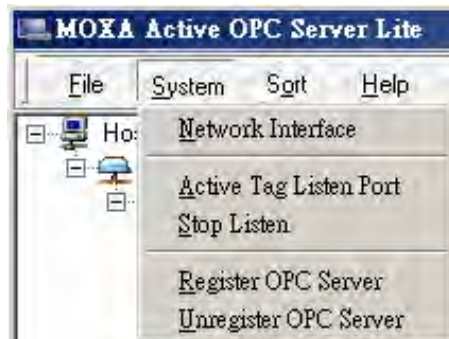 MOXA Active OPC Server Lite
File System Sort Help
Ho
Network Interface
Active Tag Listen Port
Stop Listen
Register OPC Server
Unregister OPC Server